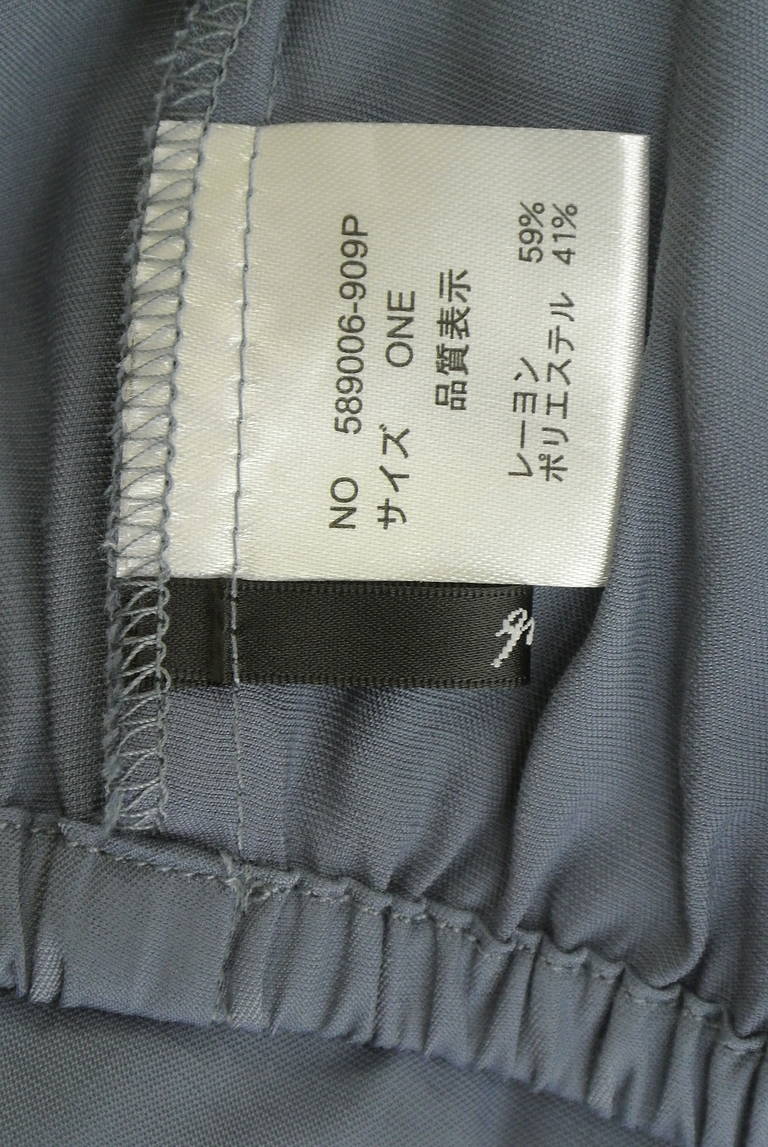 NO 589006-909P
サイズ ONE
品質表示
レーヨン 59%
ポリエステル 41%